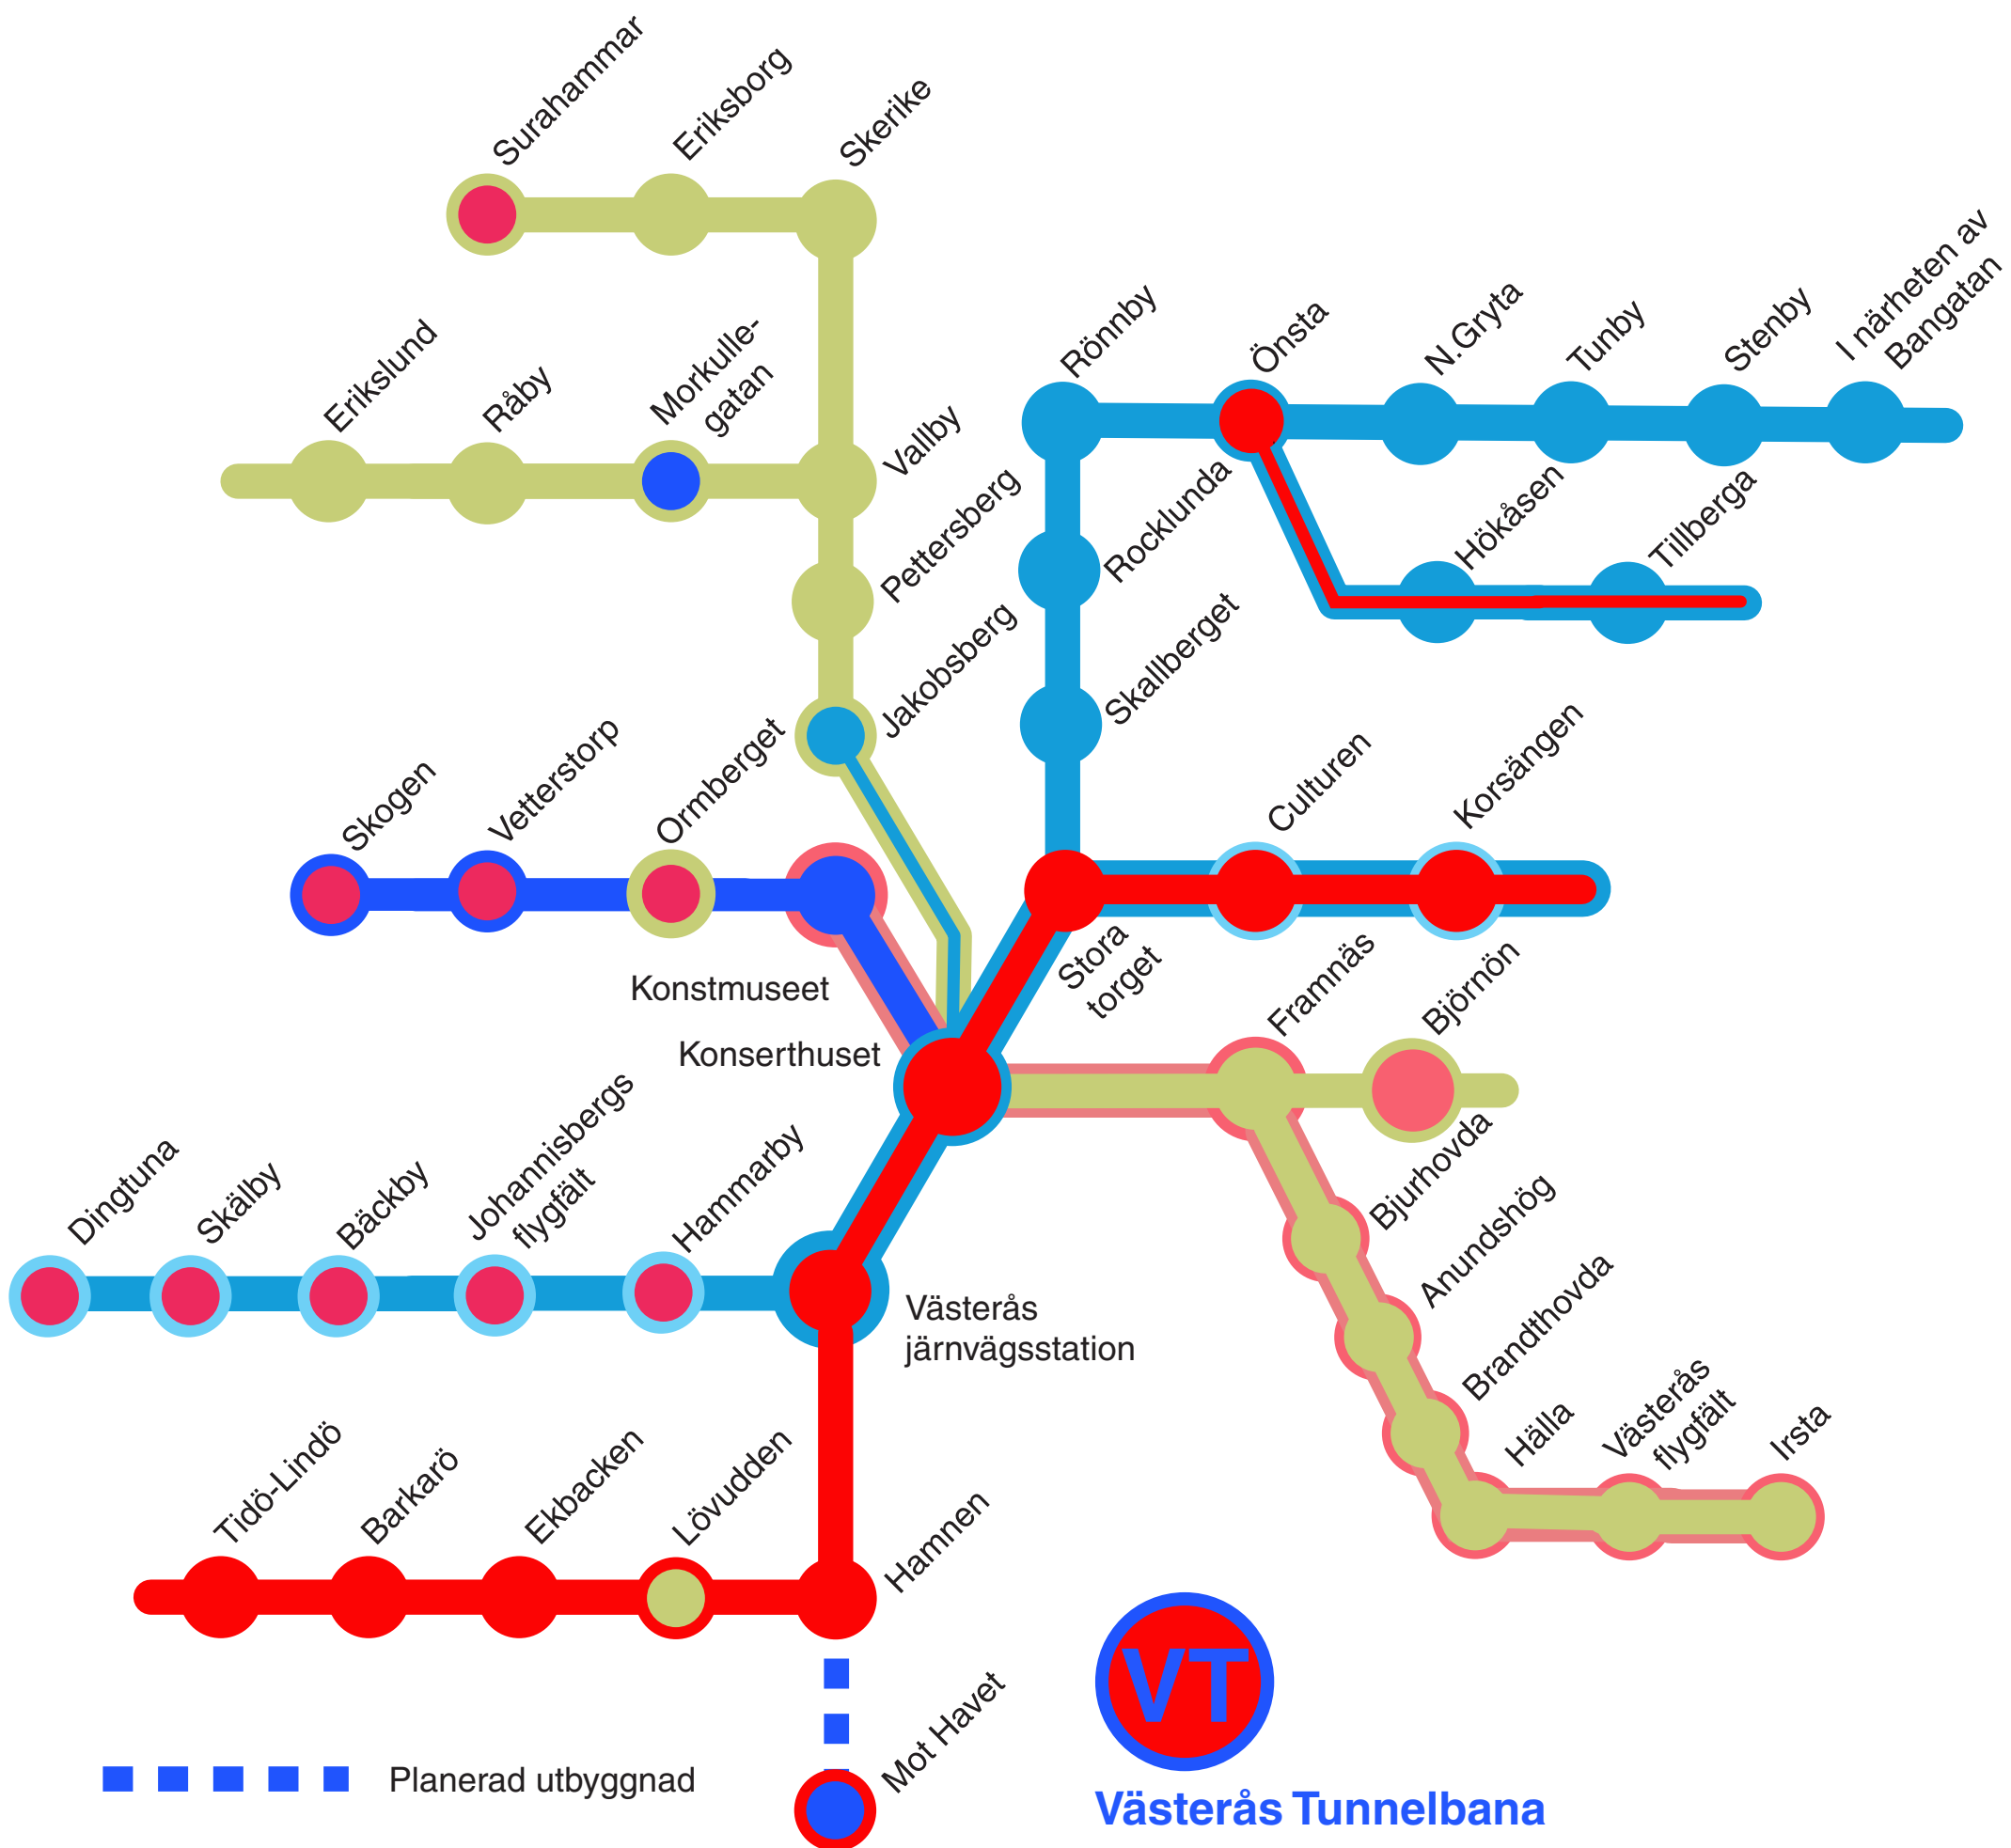 Surahammar
Eriksborg
Skerike
Erikslund
Råby
Morkulle-
gatan
Vallby
Pettersberg
Jakobsberg
Rönnby
Önsta
N.Gryta
Tunby
Stenby
I närheten av
Bangatan
Rocklunda
Hökåsen
Tillberga
Skallberget
Skogen
Vetterstorp
Ormberget
Culturen
Korsängen
Stora
torget
Konstmuseet
Konserthuset
Framnäs
Björnön
Dingtuna
Skälby
Bäckby
Johannisbergs
flygfält
Hammarby
Bjurhovda
Anundshög
Brandthovda
Västerås
järnvägsstation
Hälla
Västerås
flygfält
Irsta
Tidö-Lindö
Barkarö
Ekbacken
Lövudden
Hamnen
Mot Havet
Planerad utbyggnad
VT
Västerås Tunnelbana